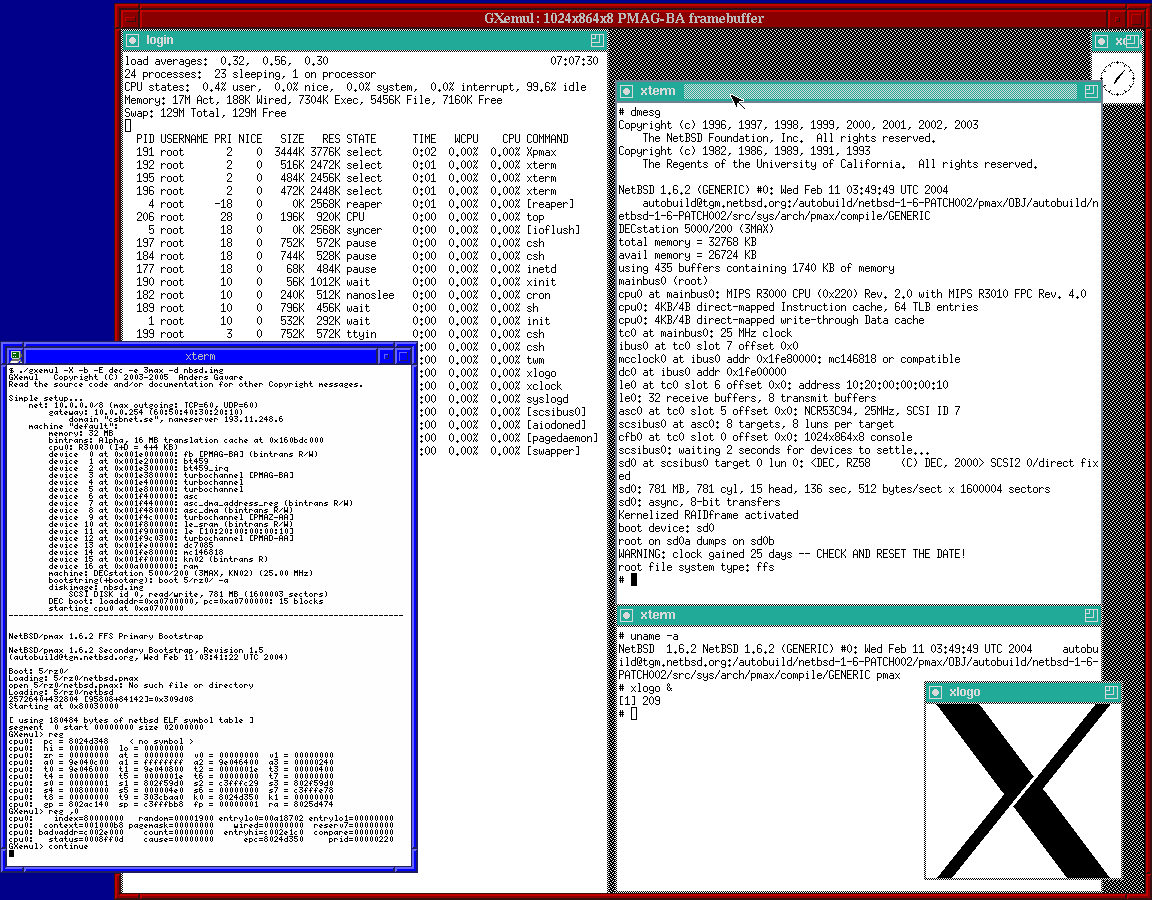 GXemul: 1024x864x8 PMAG-BA framebuffer
login
load averages:  0.32,  0.56,  0.30                                     07:07:30
24 processes:  23 sleeping, 1 on processor
CPU states:  0.4% user,  0.0% nice,  0.0% system,  0.0% interrupt, 99.6% idle
Memory: 17M Act, 188K Wired, 7304K Exec, 5456K File, 7160K Free
Swap: 129M Total, 129M Free
PID USERNAME PRI NICE   SIZE    RES STATE      TIME   WCPU    CPU COMMAND
191 root       2    0  3444K  3776K select     0:02  0.00%  0.00% Xpmax
192 root       2    0   516K  2472K select     0:01  0.00%  0.00% xterm
195 root       2    0   484K  2456K select     0:01  0.00%  0.00% xterm
196 root       2    0   472K  2448K select     0:01  0.00%  0.00% xterm
4 root     -18    0     0K  2568K reaper     0:01  0.00%  0.00% [reaper]
206 root      28    0   196K   920K CPU        0:00  0.00%  0.00% top
5 root      18    0     0K  2568K syncer     0:00  0.00%  0.00% [ioflush]
197 root      18    0   752K   572K pause      0:00  0.00%  0.00% csh
184 root      18    0   744K   528K pause      0:00  0.00%  0.00% csh
177 root      18    0    68K   484K pause      0:00  0.00%  0.00% inetd
190 root      10    0    56K  1012K wait       0:00  0.00%  0.00% xinit
182 root      10    0   240K   512K nanoslee   0:00  0.00%  0.00% cron
189 root      10    0   796K   456K wait       0:00  0.00%  0.00% sh
1 root      10    0   532K   292K wait       0:00  0.00%  0.00% init
199 root       3    0   752K   572K ttyin      0:00  0.00%  0.00% csh
:00  0.00%  0.00% csh
:00  0.00%  0.00% twm
:00  0.00%  0.00% xlogo
:00  0.00%  0.00% xclock
:00  0.00%  0.00% syslogd
:00  0.00%  0.00% [scsibus0]
:00  0.00%  0.00% [aiodoned]
:00  0.00%  0.00% [pagedaemon]
:00  0.00%  0.00% [swapper]
xterm
# dmesg
Copyright (c) 1996, 1997, 1998, 1999, 2000, 2001, 2002, 2003
The NetBSD Foundation, Inc.  All rights reserved.
Copyright (c) 1982, 1986, 1989, 1991, 1993
The Regents of the University of California.  All rights reserved.
NetBSD 1.6.2 (GENERIC) #0: Wed Feb 11 03:49:49 UTC 2004
autobuild@tgm.netbsd.org:/autobuild/netbsd-1-6-PATCH002/pmax/OBJ/autobuild/n
etbsd-1-6-PATCH002/src/sys/arch/pmax/compile/GENERIC
DECstation 5000/200 (3MAX)
total memory = 32768 KB
avail memory = 26724 KB
using 435 buffers containing 1740 KB of memory
mainbus0 (root)
cpu0 at mainbus0: MIPS R3000 CPU (0x220) Rev. 2.0 with MIPS R3010 FPC Rev. 4.0
cpu0: 4KB/4B direct-mapped Instruction cache, 64 TLB entries
cpu0: 4KB/4B direct-mapped write-through Data cache
tc0 at mainbus0: 25 MHz clock
ibus0 at tc0 slot 7 offset 0x0
mcclock0 at ibus0 addr 0x1fe80000: mc146818 or compatible
dc0 at ibus0 addr 0x1fe00000
le0 at tc0 slot 6 offset 0x0: address 10:20:00:00:00:10
le0: 32 receive buffers, 8 transmit buffers
asc0 at tc0 slot 5 offset 0x0: NCR53C94, 25MHz, SCSI ID 7
scsibus0 at asc0: 8 targets, 8 luns per target
cfb0 at tc0 slot 0 offset 0x0: 1024x864x8 console
scsibus0: waiting 2 seconds for devices to settle...
sd0 at scsibus0 target 0 lun 0: <DEC, RZ58     (C) DEC, 2000> SCSI2 0/direct fix
ed
sd0: 781 MB, 781 cyl, 15 head, 136 sec, 512 bytes/sect x 1600004 sectors
sd0: async, 8-bit transfers
Kernelized RAIDframe activated
boot device: sd0
root on sd0a dumps on sd0b
WARNING: clock gained 25 days -- CHECK AND RESET THE DATE!
root file system type: ffs
#
xterm
# uname -a
NetBSD  1.6.2 NetBSD 1.6.2 (GENERIC) #0: Wed Feb 11 03:49:49 UTC 2004     autobu
ild@tgm.netbsd.org:/autobuild/netbsd-1-6-PATCH002/pmax/OBJ/autobuild/netbsd-1-6-
PATCH002/src/sys/arch/pmax/compile/GENERIC pmax
# xlogo &
[1] 209
#
xlogo
xterm
$ ./gxemul -X -b -E dec -e 3max -d nbsd.img
GXemul   Copyright (C) 2003-2005  Anders Gavare
Read the source code and/or documentation for other Copyright messages.
Simple setup...
net: 10.0.0.0/8 (max outgoing: TCP=60, UDP=60)
gateway: 10.0.0.254 (60:50:40:30:20:10)
domain "csbnet.se", nameserver 193.11.248.6
machine "default":
memory: 32 MB
bintrans: Alpha, 16 MB translation cache at 0x160bdc000
cpu0: R3000 (I+D = 4+4 KB)
device  0 at 0x001e000000: fb [PMAG-BA] (bintrans R/W)
device  1 at 0x001e200000: bt459
device  2 at 0x001e300000: bt459_irq
device  3 at 0x001e380000: turbochannel [PMAG-BA]
device  4 at 0x001e400000: turbochannel
device  5 at 0x001e800000: turbochannel
device  6 at 0x001f400000: asc
device  7 at 0x001f440000: asc_dma_address_reg (bintrans R/W)
device  8 at 0x001f480000: asc_dma (bintrans R/W)
device  9 at 0x001f4c0000: turbochannel [PMAZ-AA]
device 10 at 0x001f800000: le_sram (bintrans R/W)
device 11 at 0x001f900000: le [10:20:00:00:00:10]
device 12 at 0x001f9c0300: turbochannel [PMAD-AA]
device 13 at 0x001fe00000: dc7085
device 14 at 0x001fe80000: mc146818
device 15 at 0x001ff00000: kn02 (bintrans R)
device 16 at 0x00a0000000: ram
machine: DECstation 5000/200 (3MAX, KN02) (25.00 MHz)
bootstring(+bootarg): boot 5/rz0/ -a
diskimage: nbsd.img
SCSI DISK id 0, read/write, 781 MB (1600003 sectors)
DEC boot: loadaddr=0xa0700000, pc=0xa0700000: 15 blocks
starting cpu0 at 0xa0700000
NetBSD/pmax 1.6.2 FFS Primary Bootstrap
NetBSD/pmax 1.6.2 Secondary Bootstrap, Revision 1.5
(autobuild@tgm.netbsd.org, Wed Feb 11 03:41:22 UTC 2004)
Boot: 5/rz0/
Loading: 5/rz0/netbsd.pmax
open 5/rz0/netbsd.pmax: No such file or directory
Loading: 5/rz0/netbsd
2572640+432804 [95808+84142]=0x309d08
Starting at 0x80030000
[ using 180484 bytes of netbsd ELF symbol table ]
segment  0 start 00000000 size 02000000
GXemul> reg
cpu0:  pc = 8024d348    < no symbol >
cpu0:  hi = 00000000  lo = 00000000
cpu0:  zr = 00000000  at = 00000000  v0 = 00000000  v1 = 00000000
cpu0:  a0 = 9e040c00  a1 = ffffffff  a2 = 9e046400  a3 = 00000240
cpu0:  t0 = 9e046000  t1 = 9e040800  t2 = 0000001e  t3 = 00000400
cpu0:  t4 = 00000000  t5 = 0000001e  t6 = 00000000  t7 = 00000000
cpu0:  s0 = 00000001  s1 = 802f59d0  s2 = c3fffc29  s3 = 802f59d0
cpu0:  s4 = 00800000  s5 = 000004e0  s6 = 00000000  s7 = c3fffe78
cpu0:  t8 = 00000000  t9 = 303cbaa0  k0 = 8024d350  k1 = 00000000
cpu0:  gp = 802ac140  sp = c3fffbb8  fp = 00000001  ra = 8025d474
GXemul> reg ,0
cpu0:     index=80000000   random=00001900 entrylo0=00a18702 entrylo1=00000000
cpu0:  context=001000b8 pagemask=00000000    wired=00000000  reserv7=00000000
cpu0: badvaddr=c002e000    count=00000000  entryhi=c002e1c0  compare=00000000
cpu0:    status=0008ff0d    cause=00000000      epc=8024d350     prid=00000220
GXemul> continue